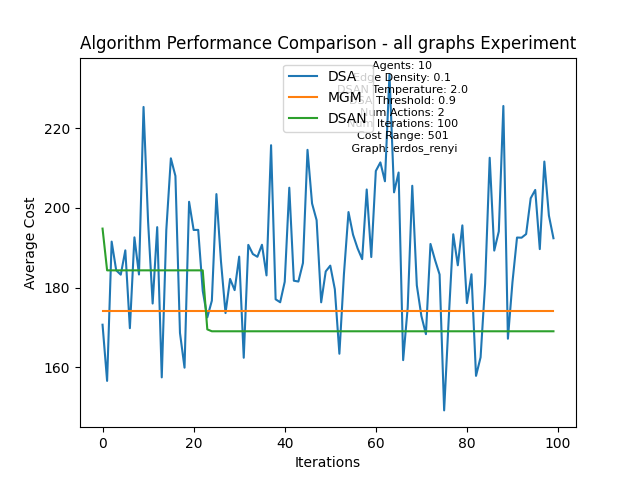 Algorithm Performance Comparison - all graphs Experiment
Agents: 10
Edge Density: 0.1
DSAN Temperature: 2.0
DSA Threshold: 0.9
Num Actions: 2
Num Iterations: 100
Cost Range: 501
Graph: erdos_renyi
DSA
MGM
DSAN
220
200
180
160
Average Cost
0 20 40 60 80 100
Iterations